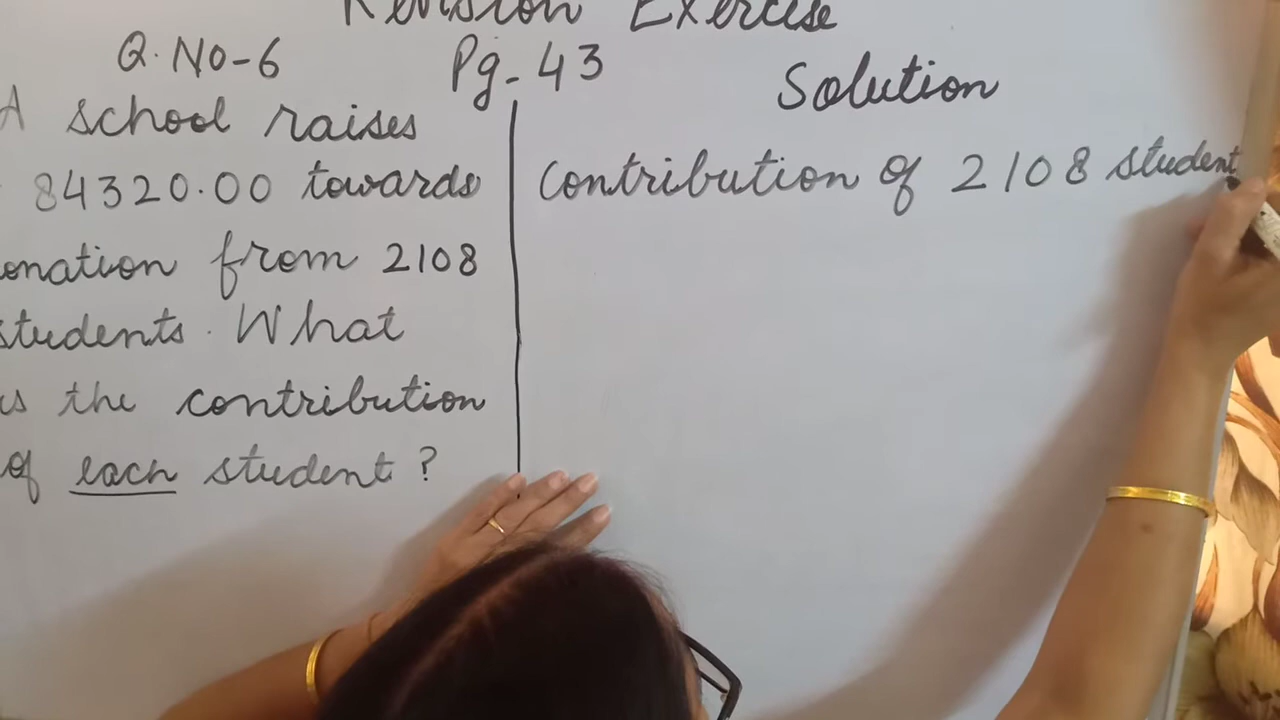 Revision Exercise
Q. No-6
Pg- 43
A school raises
84320.00 towards
onation from 2108
students. What
is the contribution
of each student?
Solution
Contribution of 2108 student